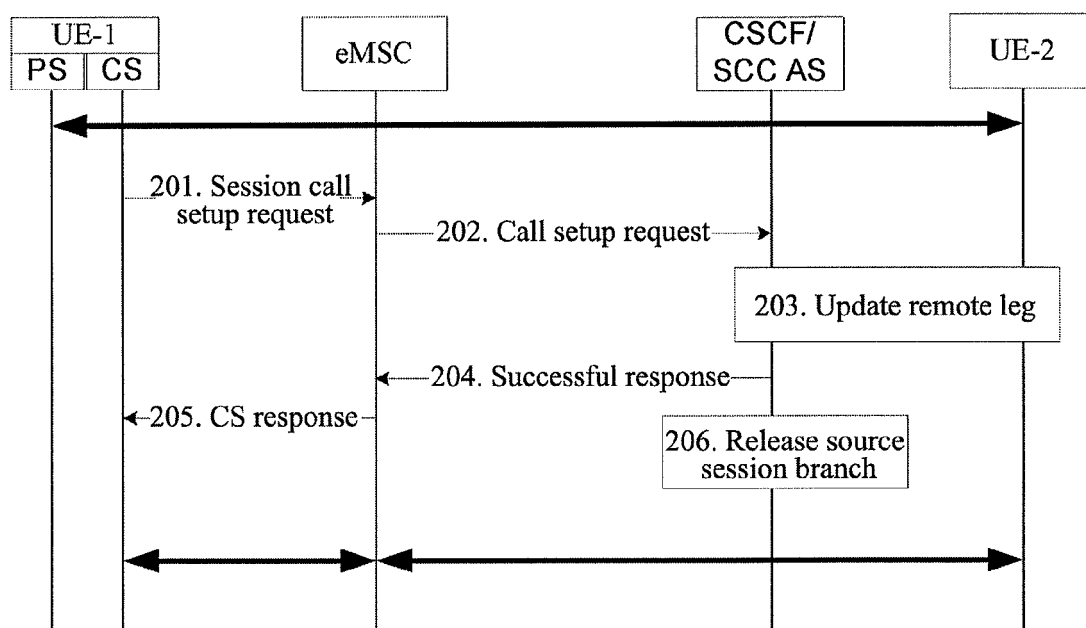 UE-1
PS CS
eMSC
CSCF/
SCC AS
UE-2
201. Session call
setup request
202. Call setup request
203. Update remote leg
204. Successful response
205. CS response
206. Release source
session branch